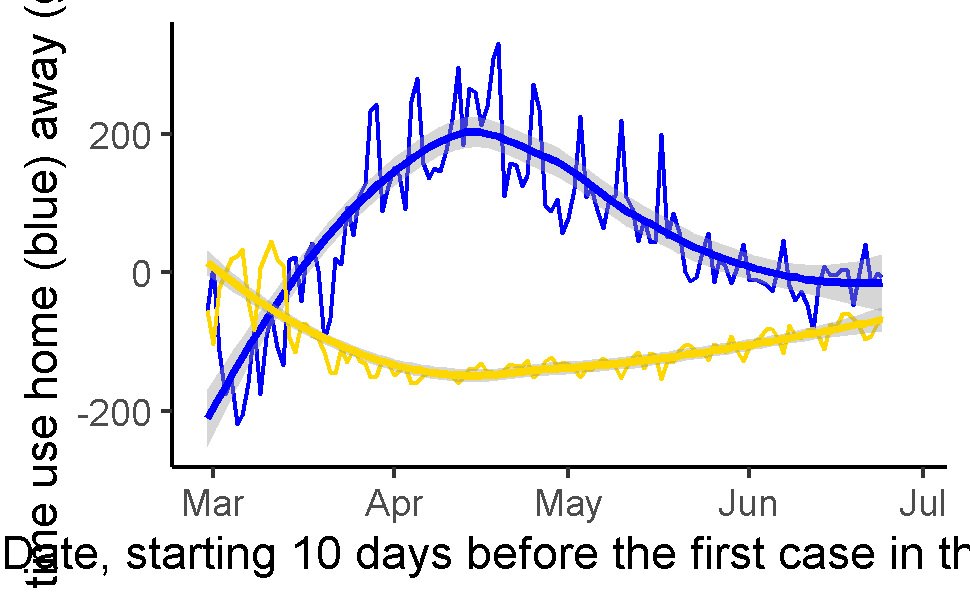 time use home (blue) away (
200
0
-200
Mar Apr May Jun Jul
Date, starting 10 days before the first case in th